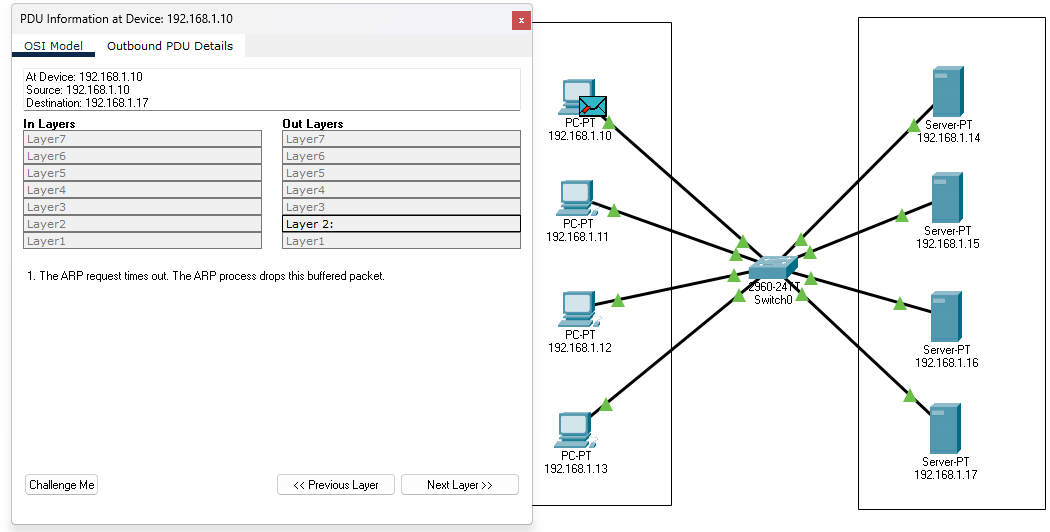 PDU Information at Device: 192.168.1.10
x
OSI Model
Outbound PDU Details
At Device: 192.168.1.10
Source: 192.168.1.10
Destination: 192.168.1.17
In Layers
Layer7
Layer6
Layer5
Layer4
Layer3
Layer2
Layer1
Out Layers
Layer7
Layer6
Layer5
Layer4
Layer3
Layer 2:
Layer1
1. The ARP request times out. The ARP process drops this buffered packet.
Challenge Me
<< Previous Layer
Next Layer >>
PC-PT
192.168.1.10
PC-PT
192.168.1.11
PC-PT
192.168.1.12
PC-PT
192.168.1.13
2960-24TT
Switch0
Server-PT
192.168.1.14
Server-PT
192.168.1.15
Server-PT
192.168.1.16
Server-PT
192.168.1.17